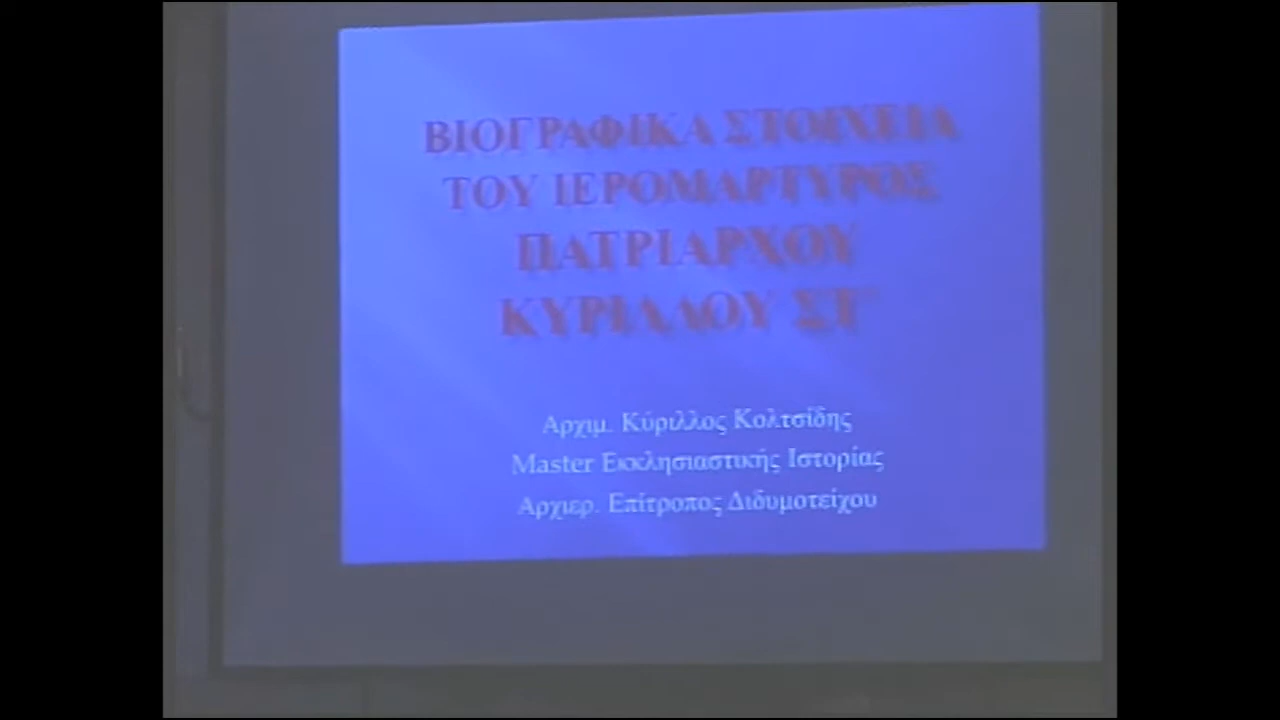 ΒΙΟΓΡΑΦΙΚΑ ΣΤΟΙΧΕΙΑ
ΤΟΥ ΙΕΡΟΜΑΡΤΥΡΟΣ
ΠΑΤΡΙΑΡΧΟΥ
ΚΥΡΙΛΛΟΥ ΣΤ΄
Αρχιμ. Κύριλλος Κολτσίδης
Master Εκκλησιαστικής Ιστορίας
Αρχιερ. Επίτροπος Διδυμοτείχου